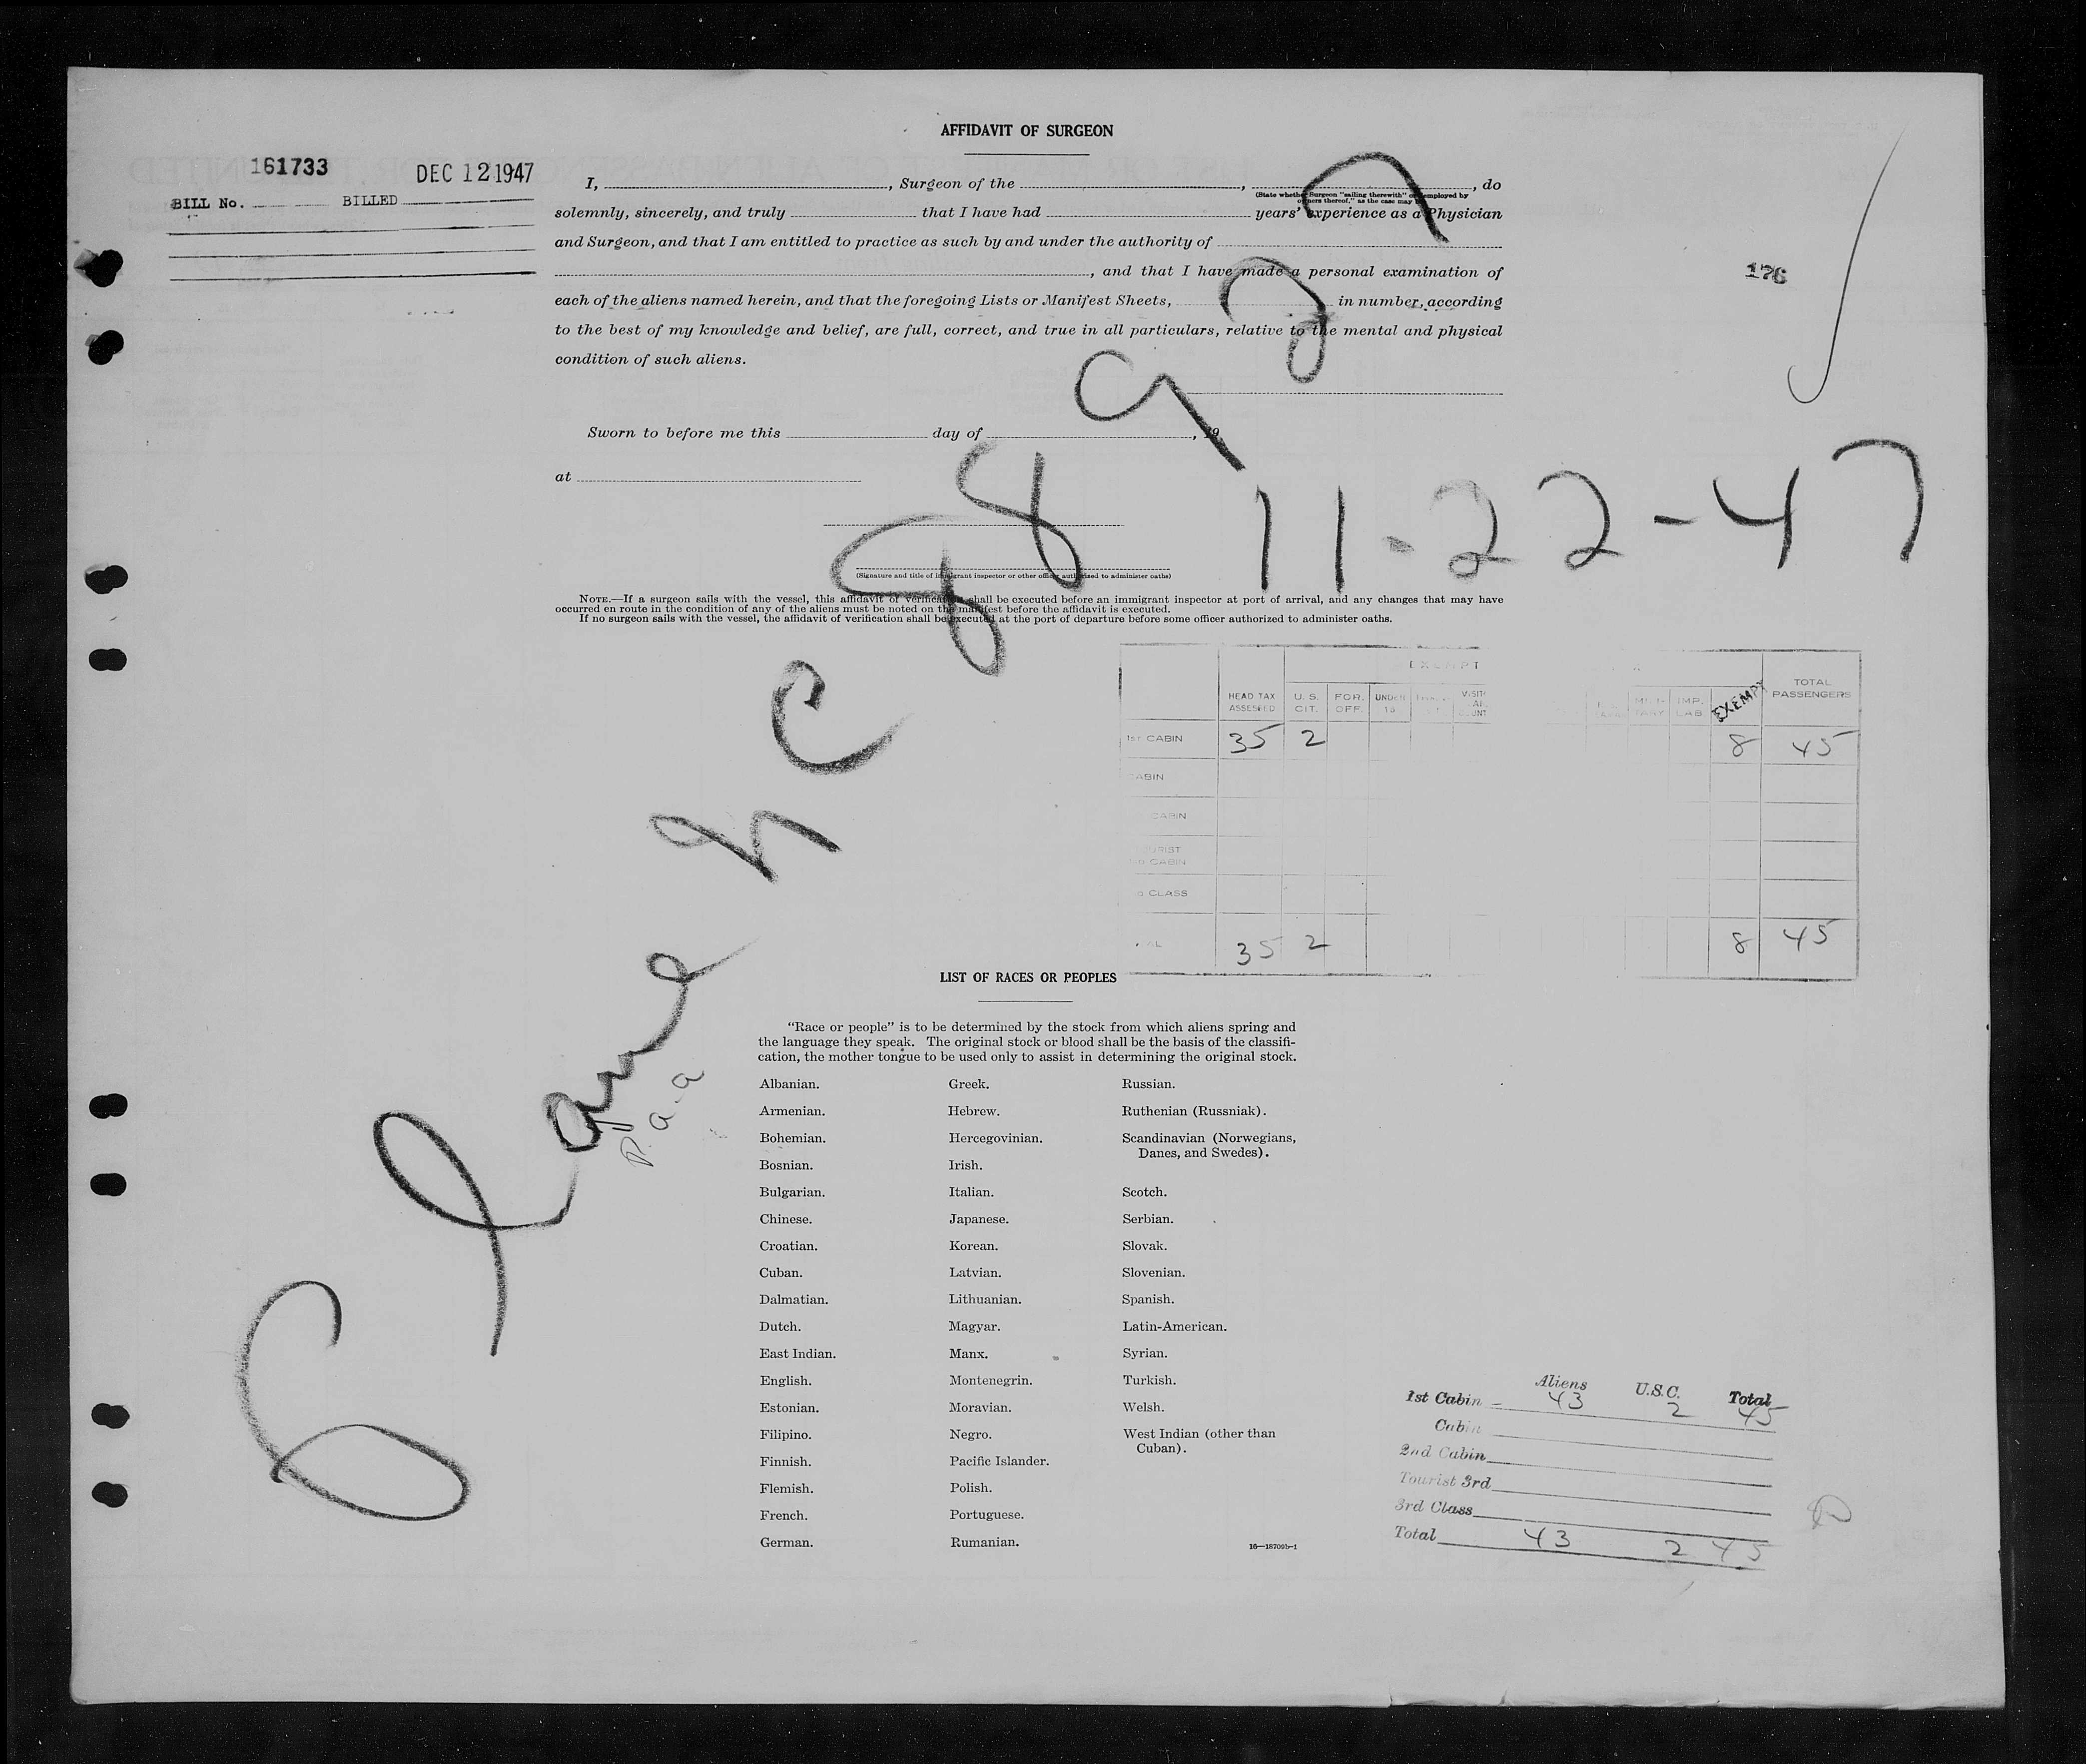 AFFIDAVIT OF SURGEON
161733 DEC 12 1947
BILL No. BILLED
I, , Surgeon of the , , do
(State whether Surgeon "sailing therewith" or employed by
owners thereof," as the case may be)
solemnly, sincerely, and truly that I have had years' experience as a Physician
and Surgeon, and that I am entitled to practice as such by and under the authority of
, and that I have made a personal examination of
176
each of the aliens named herein, and that the foregoing Lists or Manifest Sheets, in number, according
to the best of my knowledge and belief, are full, correct, and true in all particulars, relative to the mental and physical
condition of such aliens.
Sworn to before me this day of , 19
at
11-22-47
(Signature and title of immigrant inspector or other officer authorized to administer oaths)
NOTE.—If a surgeon sails with the vessel, this affidavit of verification shall be executed before an immigrant inspector at port of arrival, and any changes that may have
occurred en route in the condition of any of the aliens must be noted on the manifest before the affidavit is executed.
If no surgeon sails with the vessel, the affidavit of verification shall be executed at the port of departure before some officer authorized to administer oaths.
EXEMPT
HEAD TAX ASSESSED U.S. CIT. FOR. OFF. UNDER 16 MILI-TARY IMP. LAB. EXEMPT TOTAL PASSENGERS
1ST CABIN 35 2 8 45
CABIN
CABIN
CLASS
35 2 8 45
Plane NC 88929
P.a.a
LIST OF RACES OR PEOPLES
"Race or people" is to be determined by the stock from which aliens spring and
the language they speak. The original stock or blood shall be the basis of the classifi-
cation, the mother tongue to be used only to assist in determining the original stock.
Albanian. Greek. Russian.
Armenian. Hebrew. Ruthenian (Russniak).
Bohemian. Hercegovinian. Scandinavian (Norwegians,
Danes, and Swedes).
Bosnian. Irish.
Bulgarian. Italian. Scotch.
Chinese. Japanese. Serbian.
Croatian. Korean. Slovak.
Cuban. Latvian. Slovenian.
Dalmatian. Lithuanian. Spanish.
Dutch. Magyar. Latin-American.
East Indian. Manx. Syrian.
English. Montenegrin. Turkish.
Estonian. Moravian. Welsh.
Filipino. Negro. West Indian (other than
Cuban).
Finnish. Pacific Islander.
Flemish. Polish.
French. Portuguese.
German. Rumanian.
16—18709b-1
Aliens U.S.C. Total
1st Cabin 43 2 45
Cabin
2nd Cabin
Tourist 3rd
3rd Class
Total 43 2 45